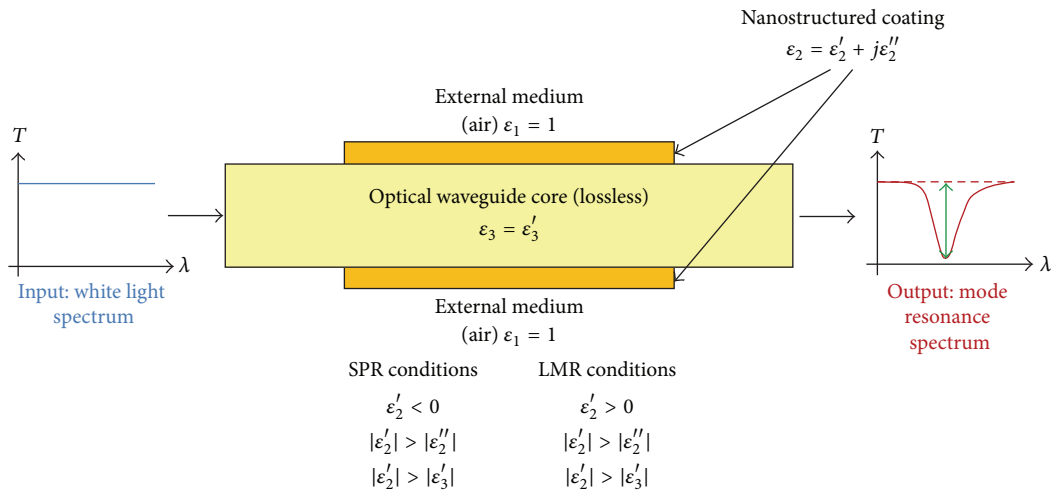 Nanostructured coating
ε₂ = ε₂′ + jε₂″
External medium
(air) ε₁ = 1
T
λ
Input: white light
spectrum
Optical waveguide core (lossless)
ε₃ = ε₃′
T
λ
Output: mode
resonance
spectrum
External medium
(air) ε₁ = 1
SPR conditions
ε₂′ < 0
|ε₂′| > |ε₂″|
|ε₂′| > |ε₃′|
LMR conditions
ε₂′ > 0
|ε₂′| > |ε₂″|
|ε₂′| > |ε₃′|